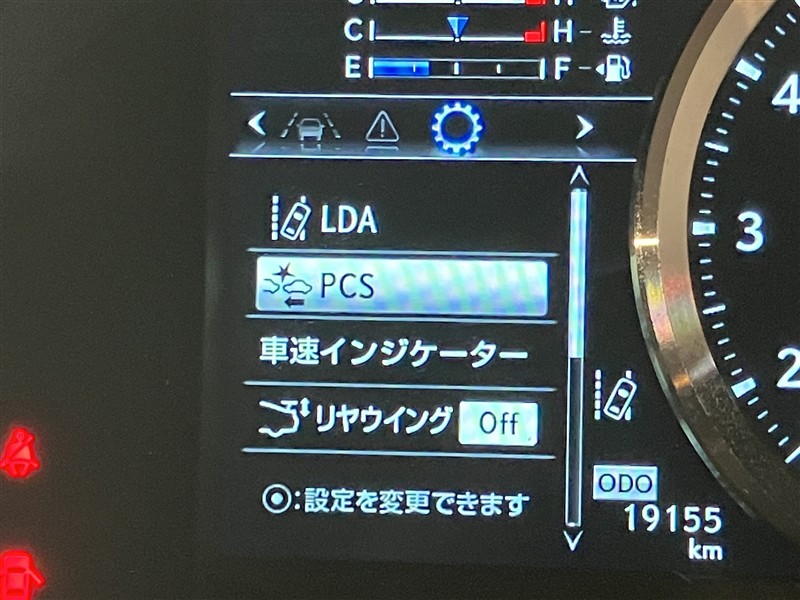 C H
E F
LDA
PCS
車速インジケーター
リヤウイング Off
⦿:設定を変更できます
ODO
19155
km
4
3
2